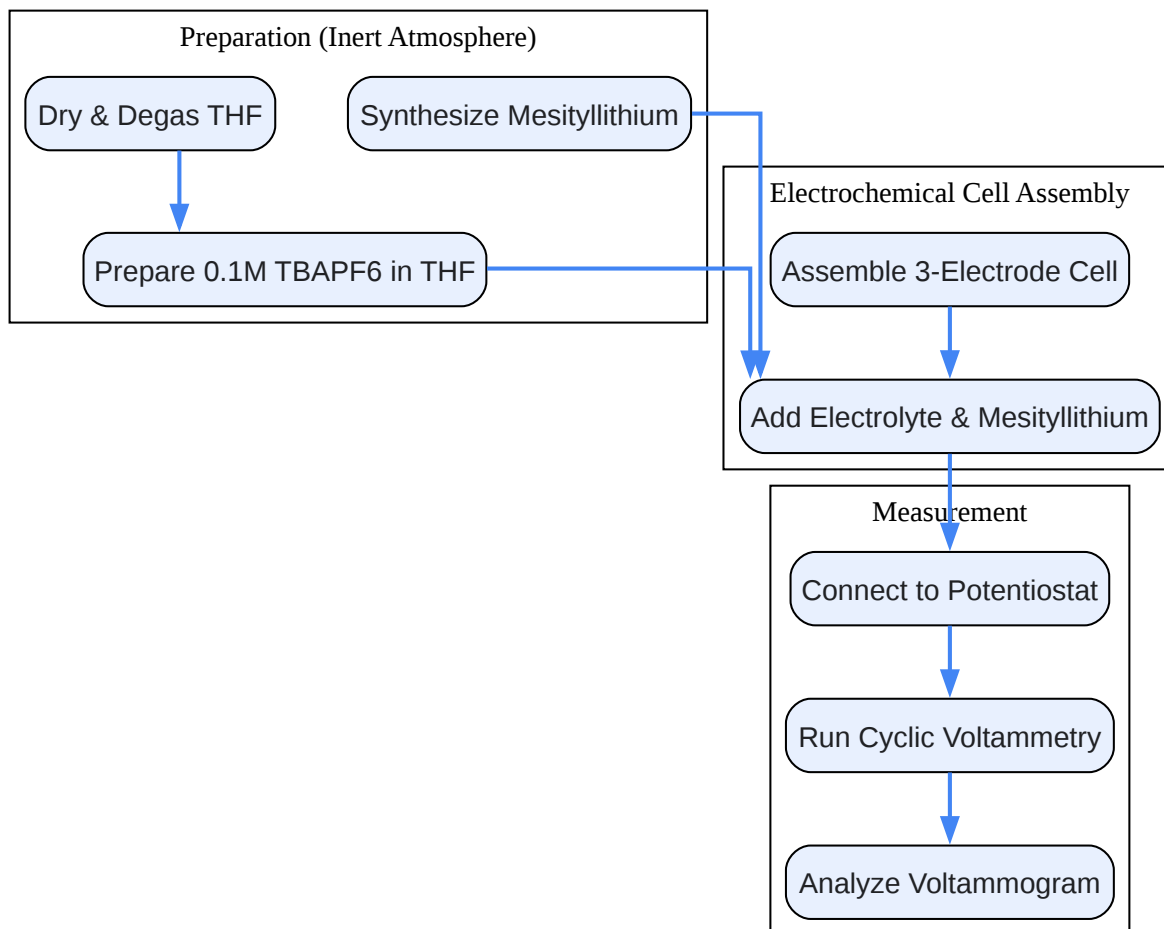 Preparation (Inert Atmosphere)
Dry & Degas THF
Synthesize Mesityllithium
Prepare 0.1M TBAPF6 in THF
Electrochemical Cell Assembly
Assemble 3-Electrode Cell
Add Electrolyte & Mesityllithium
Measurement
Connect to Potentiostat
Run Cyclic Voltammetry
Analyze Voltammogram